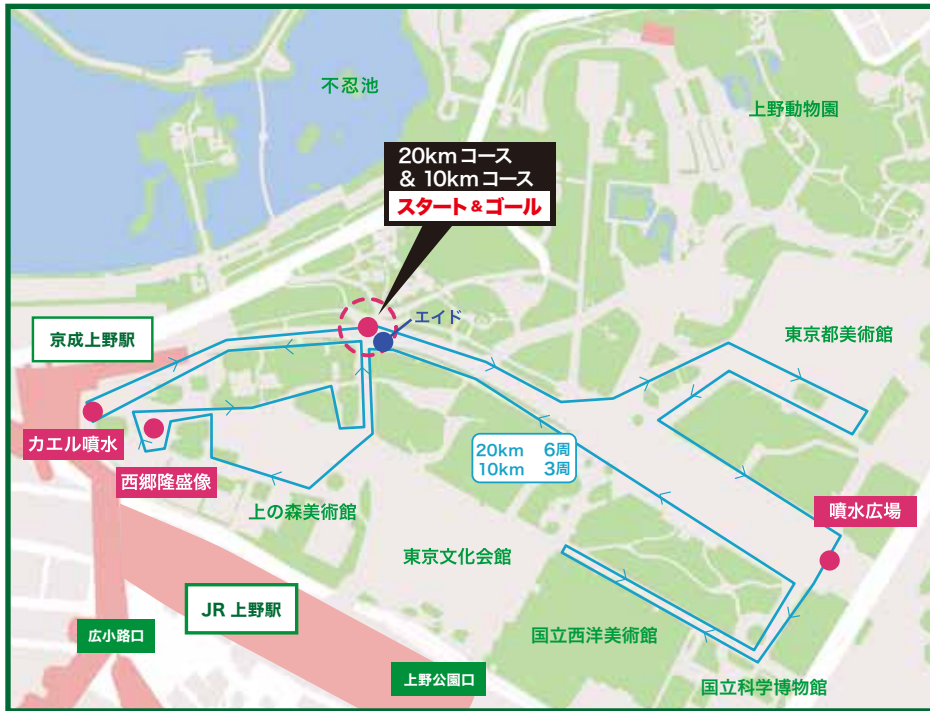 不忍池
上野動物園
20kmコース
& 10kmコース
スタート&ゴール
エイド
京成上野駅
東京都美術館
カエル噴水
20km 6周
10km 3周
西郷隆盛像
上の森美術館
噴水広場
東京文化会館
JR 上野駅
広小路口
国立西洋美術館
上野公園口
国立科学博物館